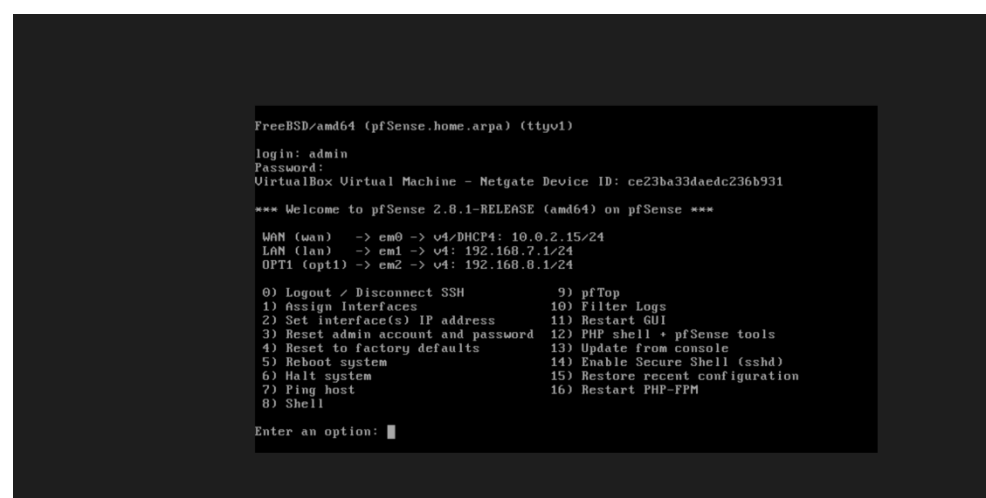 FreeBSD/amd64 (pfSense.home.arpa) (ttyv1)
login: admin
Password:
VirtualBox Virtual Machine - Netgate Device ID: ce23ba33daedc236b931
*** Welcome to pfSense 2.8.1-RELEASE (amd64) on pfSense ***
WAN (wan)    -> em0 -> v4/DHCP4: 10.0.2.15/24
LAN (lan)    -> em1 -> v4: 192.168.7.1/24
OPT1 (opt1) -> em2 -> v4: 192.168.8.1/24
0) Logout / Disconnect SSH            9) pfTop
1) Assign Interfaces                 10) Filter Logs
2) Set interface(s) IP address       11) Restart GUI
3) Reset admin account and password  12) PHP shell + pfSense tools
4) Reset to factory defaults         13) Update from console
5) Reboot system                     14) Enable Secure Shell (sshd)
6) Halt system                       15) Restore recent configuration
7) Ping host                         16) Restart PHP-FPM
8) Shell
Enter an option: